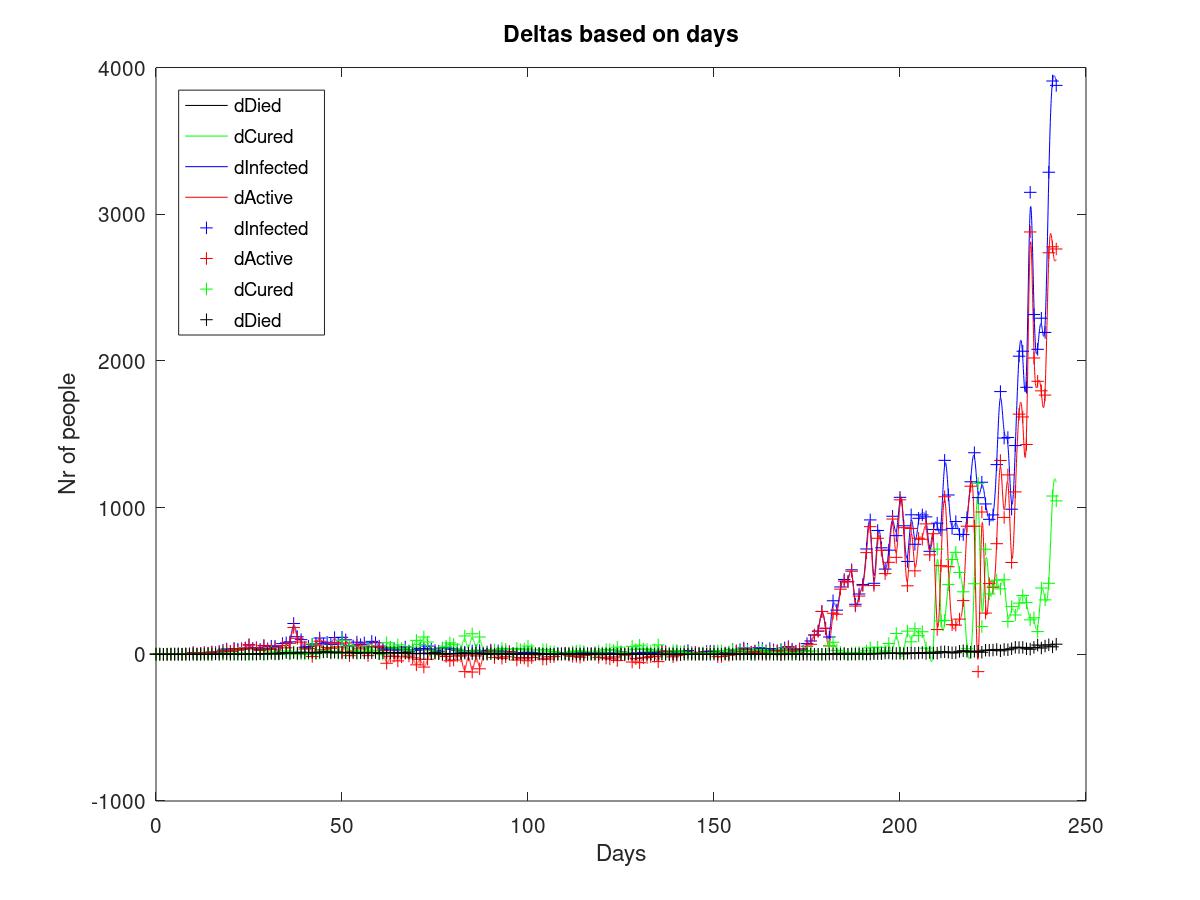 Deltas based on days
4000
3000
2000
1000
0
-1000
Nr of people
dDied
dCured
dInfected
dActive
dInfected
dActive
dCured
dDied
0 50 100 150 200 250
Days